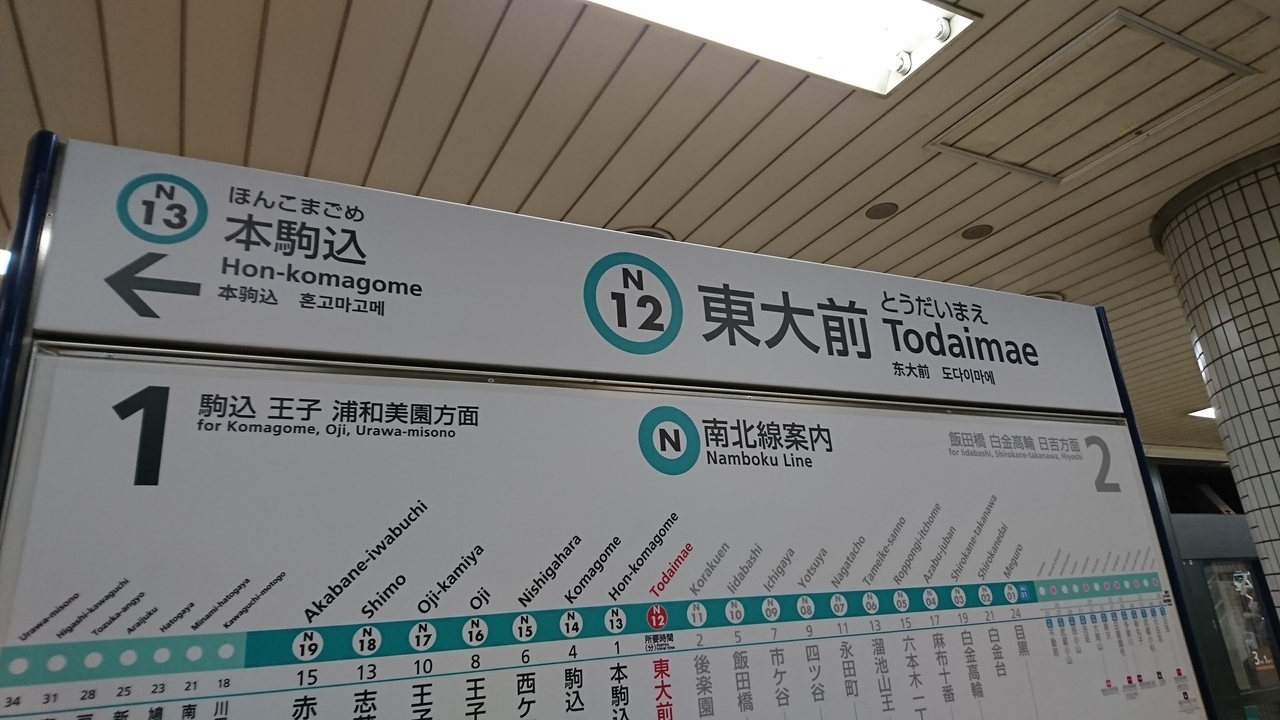 N
13
ほんこまごめ
本駒込
Hon-komagome
本驹込 혼고마고메
N
12
東大前
とうだいまえ
Todaimae
东大前 도다이마에
1
駒込 王子 浦和美園方面
for Komagome, Oji, Urawa-misono
N 南北線案内
Namboku Line
飯田橋 白金高輪 日吉方面
for Iidabashi, Shirokane-takanawa, Hiyoshi
2
Urawa-misono
Higashi-kawaguchi
Tozuka-angyo
Araijuku
Hatogaya
Minami-hatogaya
Kawaguchi-motogo
Akabane-iwabuchi
Shimo
Oji-kamiya
Oji
Nishigahara
Komagome
Hon-komagome
Todaimae
Korakuen
Iidabashi
Ichigaya
Yotsuya
Nagatacho
Tameike-sanno
Roppongi-itchome
Azabu-juban
Shirokane-takanawa
Shirokanedai
Meguro
N 19
N 18
N 17
N 16
N 15
N 14
N 13
N 12
N 11
N 10
N 09
N 08
N 07
N 06
N 05
N 04
N 03
N 02
N 01
34 31 28 25 23 21 18 15 13 10 8 6 4 1 所要時間(分) 2 5 7 9 11 13 15 17 19 21 24
南
川
赤
志
王子
王子
西ケ
駒込
本駒込
東大前
後楽園
飯田橋
市ケ谷
四ツ谷
永田町
溜池山王
六本木一丁
麻布十番
白金高輪
白金台
目黒